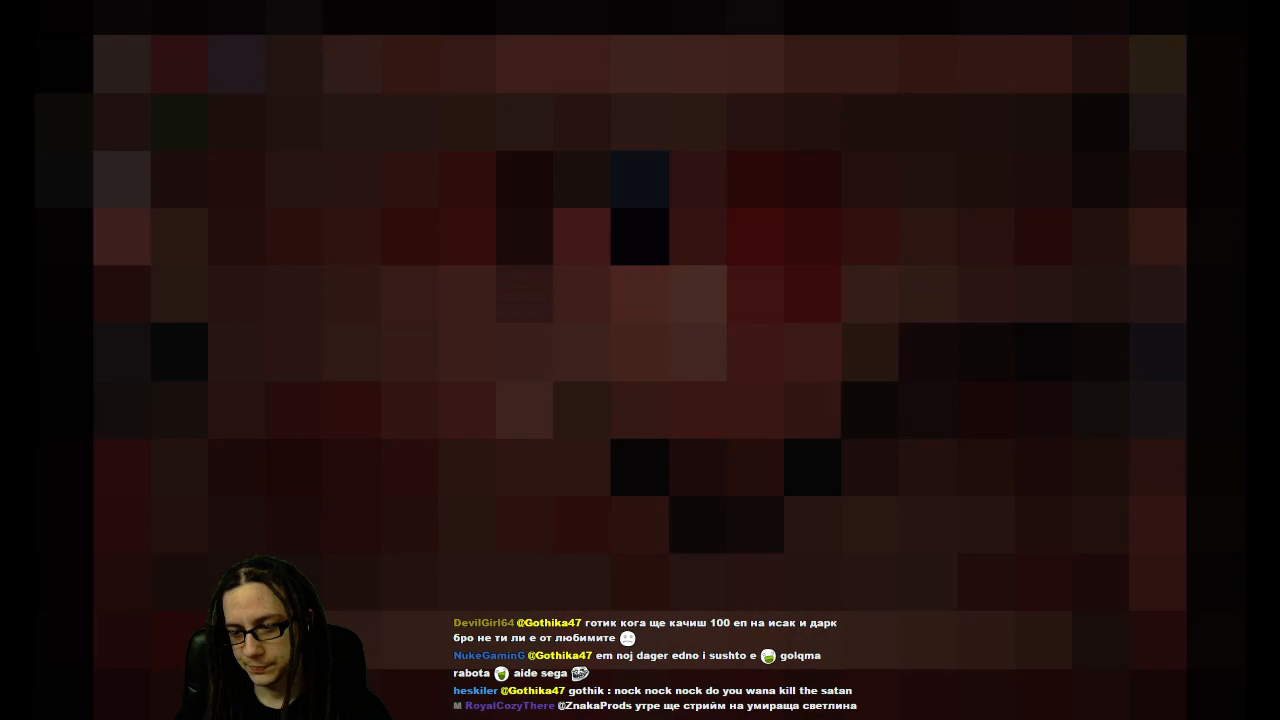 DevilGirl64 @Gothika47 готик кога ще качиш 100 еп на исак и дарк
бро не ти ли е от любимите
NukeGaminG @Gothika47 em noj dager edno i sushto e golqma
rabota aide sega
heskiler @Gothika47 gothik : nock nock nock do you wana kill the satan
M RoyalCozyThere @ZnakaProds утре ще стрийм на умираща светлина